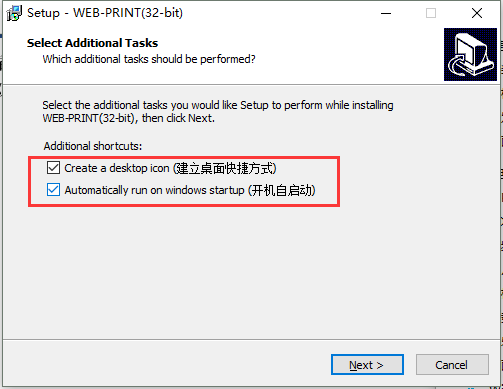 Setup - WEB-PRINT(32-bit)
Select Additional Tasks
Which additional tasks should be performed?
Select the additional tasks you would like Setup to perform while installing
WEB-PRINT(32-bit), then click Next.
Additional shortcuts:
Create a desktop icon (建立桌面快捷方式)
Automatically run on windows startup (开机自启动)
Next >
Cancel